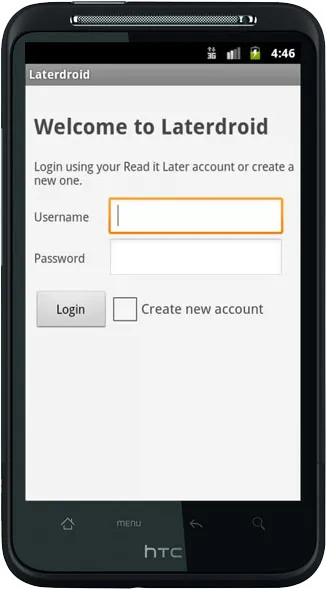 3G 4:46
Laterdroid
Welcome to Laterdroid
Login using your Read it Later account or create a
new one.
Username
Password
Login Create new account
MENU
hTC